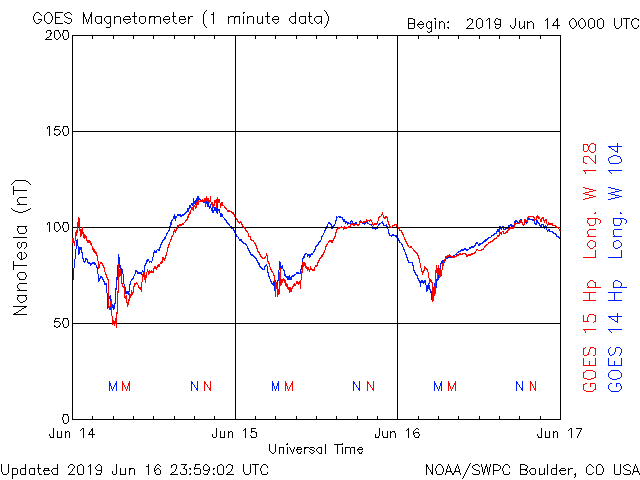 GOES Magnetometer (1 minute data)
Begin: 2019 Jun 14 0000 UTC
200
150
100
50
0
NanoTesla (nT)
M M N N M M N N M M N N
Jun 14 Jun 15 Jun 16 Jun 17
Universal Time
Updated 2019 Jun 16 23:59:02 UTC
NOAA/SWPC Boulder, CO USA
GOES 15 Hp Long. W 128
GOES 14 Hp Long. W 104